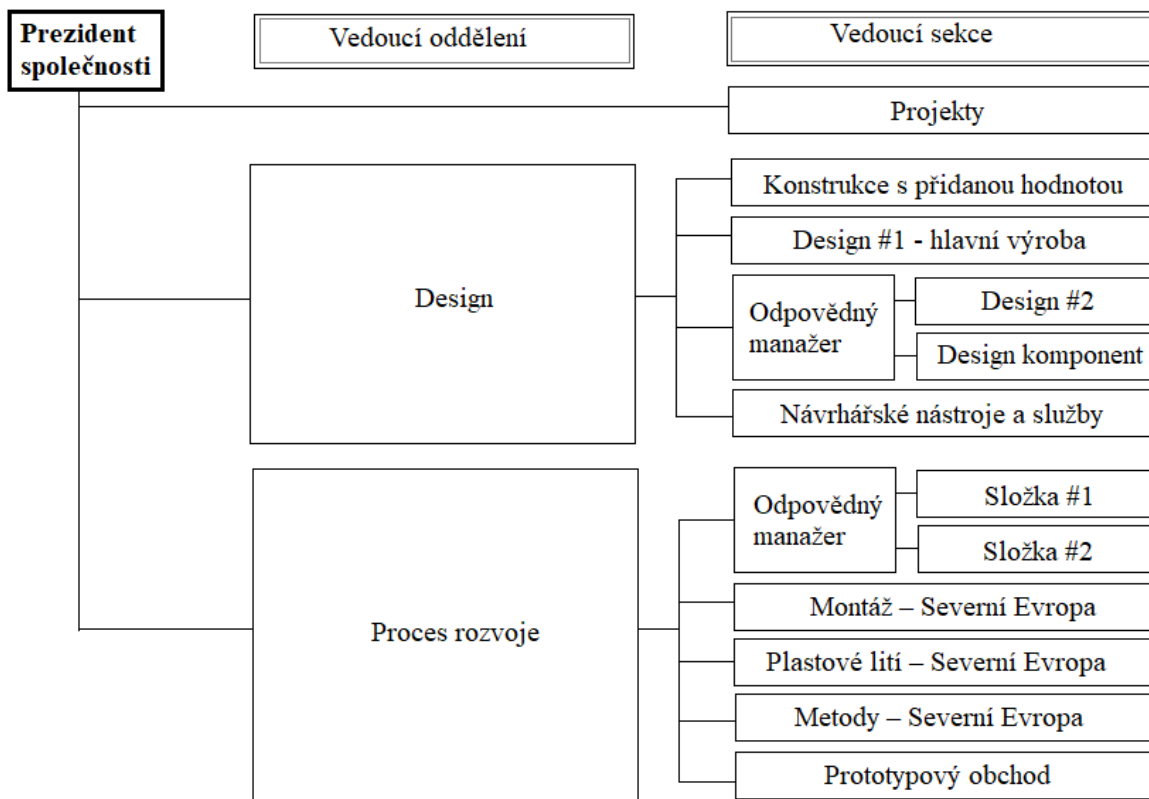 Prezident
společnosti
Vedoucí oddělení
Vedoucí sekce
Projekty
Design
Konstrukce s přidanou hodnotou
Design #1 - hlavní výroba
Odpovědný
manažer
Design #2
Design komponent
Návrhářské nástroje a služby
Proces rozvoje
Odpovědný
manažer
Složka #1
Složka #2
Montáž – Severní Evropa
Plastové lití – Severní Evropa
Metody – Severní Evropa
Prototypový obchod